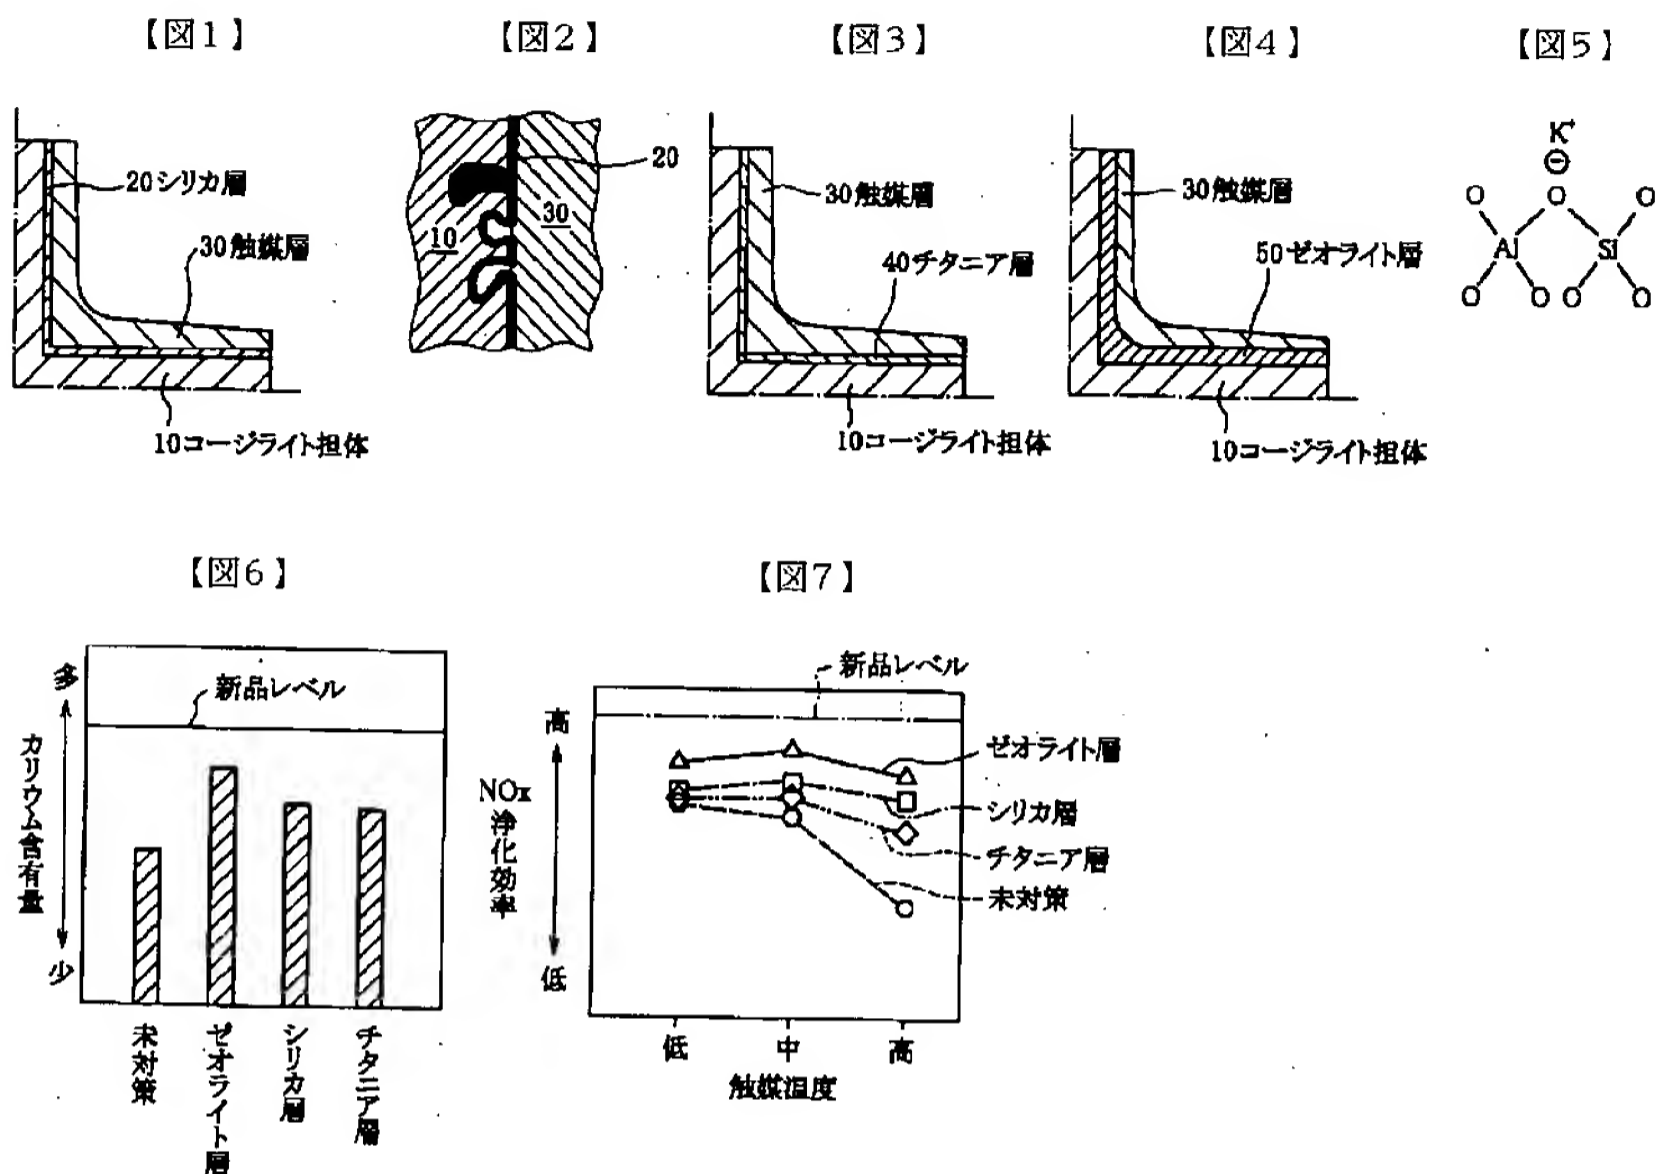 【図1】
【図2】
【図3】
【図4】
【図5】
20シリカ層
30触媒層
10コージライト担体
20
10
30
30触媒層
40チタニア層
10コージライト担体
30触媒層
50ゼオライト層
10コージライト担体
K+
⊖
O O O
Al Si
O O O O
【図6】
【図7】
多
カリウム含有量
少
新品レベル
未対策
ゼオライト層
シリカ層
チタニア層
新品レベル
高
NOx
浄化効率
低
ゼオライト層
シリカ層
チタニア層
未対策
低
中
高
触媒温度